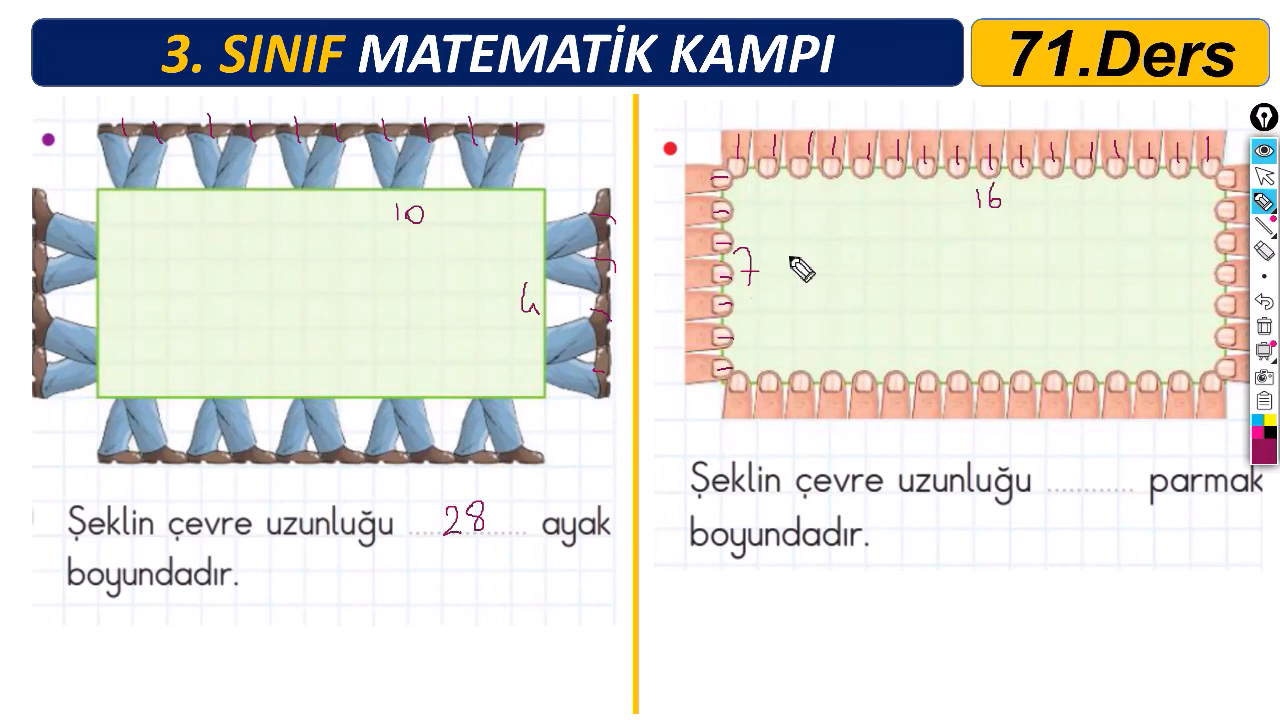 3. SINIF MATEMATİK KAMPI
71.Ders
10
4
Şeklin çevre uzunluğu ....28.... ayak
boyundadır.
16
7
Şeklin çevre uzunluğu ............ parmak
boyundadır.